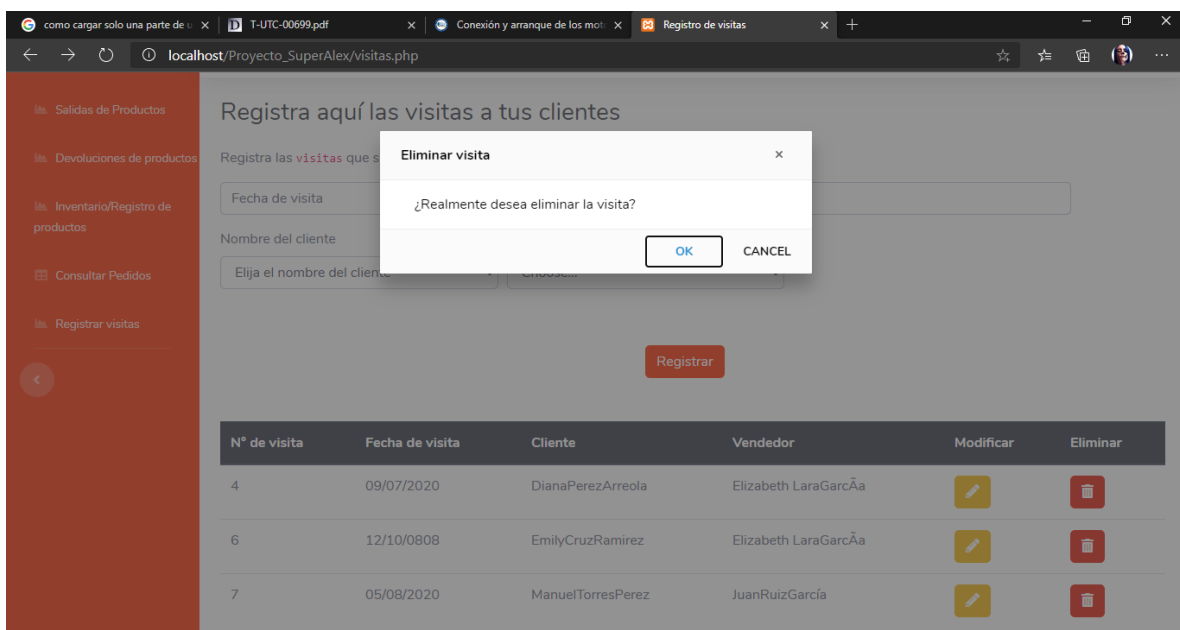 como cargar solo una parte de u
T-UTC-00699.pdf
Conexión y arranque de los moto
Registro de visitas
localhost/Proyecto_SuperAlex/visitas.php
Salidas de Productos
Devoluciones de productos
Inventario/Registro de
productos
Consultar Pedidos
Registrar visitas
Registra aquí las visitas a tus clientes
Registra las visitas que s
Fecha de visita
Nombre del cliente
Elija el nombre del cliente
Choose...
Eliminar visita
¿Realmente desea eliminar la visita?
OK CANCEL
Registrar
N° de visita Fecha de visita Cliente Vendedor Modificar Eliminar
4 09/07/2020 DianaPerezArreola Elizabeth LaraGarcÃa
6 12/10/0808 EmilyCruzRamirez Elizabeth LaraGarcÃa
7 05/08/2020 ManuelTorresPerez JuanRuizGarcía